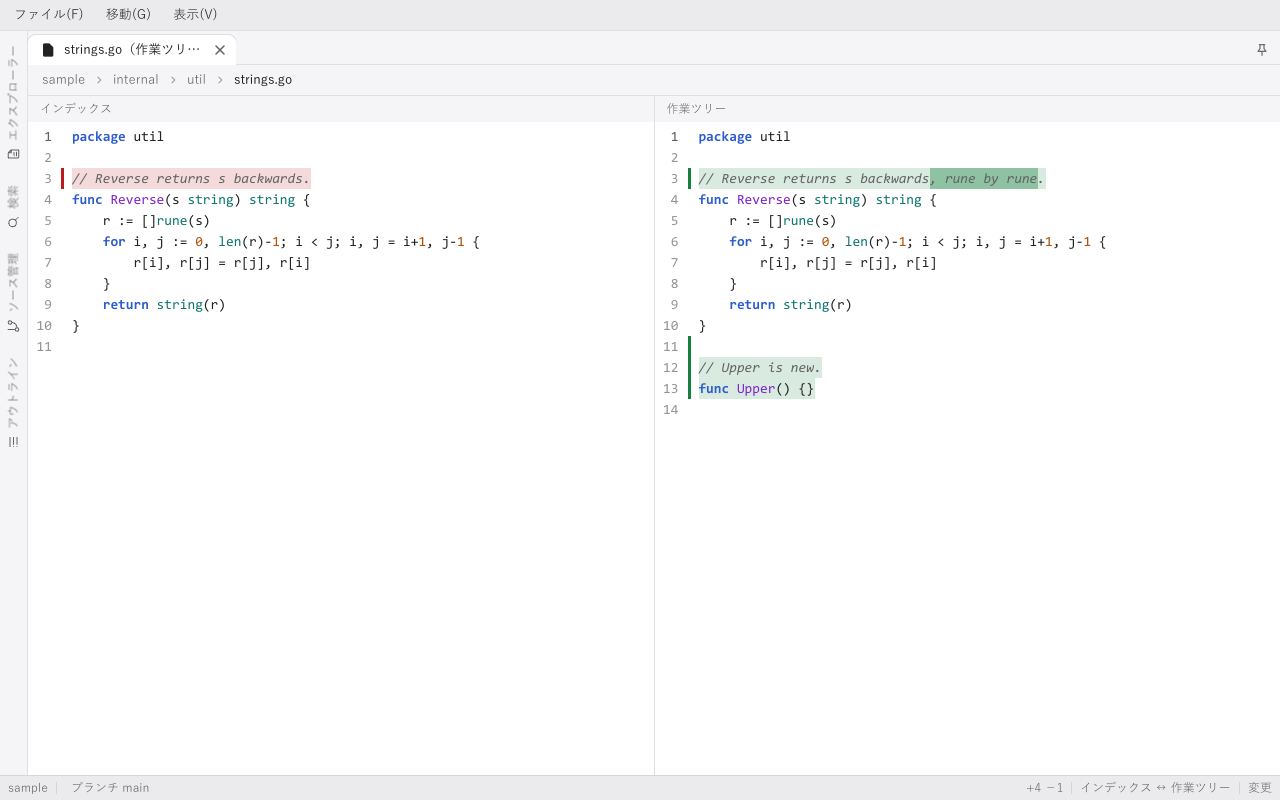 ファイル(F) 移動(G) 表示(V)
strings.go（作業ツリ…
sample › internal › util › strings.go
エクスプローラー
検索
ソース管理
アウトライン
インデックス
1 package util
2
3 // Reverse returns s backwards.
4 func Reverse(s string) string {
5     r := []rune(s)
6     for i, j := 0, len(r)-1; i < j; i, j = i+1, j-1 {
7         r[i], r[j] = r[j], r[i]
8     }
9     return string(r)
10 }
11
作業ツリー
1 package util
2
3 // Reverse returns s backwards, rune by rune.
4 func Reverse(s string) string {
5     r := []rune(s)
6     for i, j := 0, len(r)-1; i < j; i, j = i+1, j-1 {
7         r[i], r[j] = r[j], r[i]
8     }
9     return string(r)
10 }
11
12 // Upper is new.
13 func Upper() {}
14
sample ブランチ main +4 −1 インデックス ↔ 作業ツリー 変更